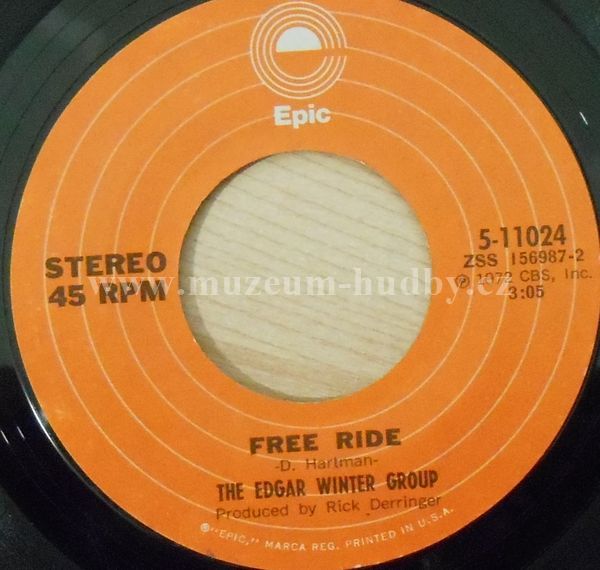 Epic
STEREO
45 RPM
5-11024
ZSS 156987-2
℗ 1972 CBS, Inc.
3:05
www.muzeum-hudby.cz
FREE RIDE
-D. Hartman-
THE EDGAR WINTER GROUP
Produced by Rick Derringer
®"EPIC," MARCA REG. PRINTED IN U.S.A.